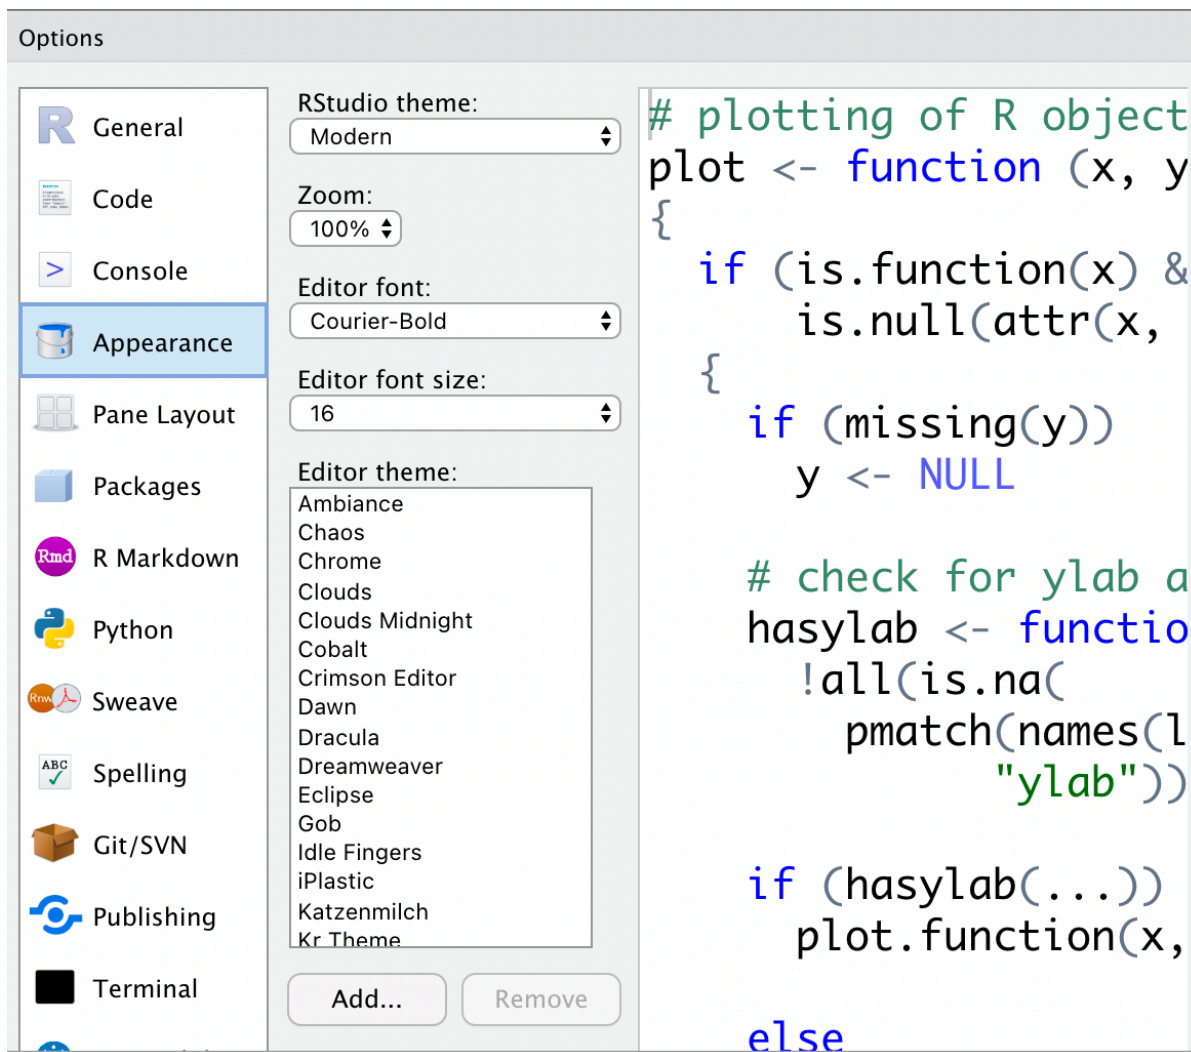 Options
General
Code
Console
Appearance
Pane Layout
Packages
Rmd R Markdown
Python
Rnw Sweave
ABC Spelling
Git/SVN
Publishing
Terminal
RStudio theme:
Modern
Zoom:
100%
Editor font:
Courier-Bold
Editor font size:
16
Editor theme:
Ambiance
Chaos
Chrome
Clouds
Clouds Midnight
Cobalt
Crimson Editor
Dawn
Dracula
Dreamweaver
Eclipse
Gob
Idle Fingers
iPlastic
Katzenmilch
Kr Theme
Add...
Remove
# plotting of R object
plot <- function (x, y
{
if (is.function(x) &
is.null(attr(x,
{
if (missing(y))
y <- NULL
# check for ylab a
hasylab <- functio
!all(is.na(
pmatch(names(l
"ylab"))
if (hasylab(...))
plot.function(x,
else